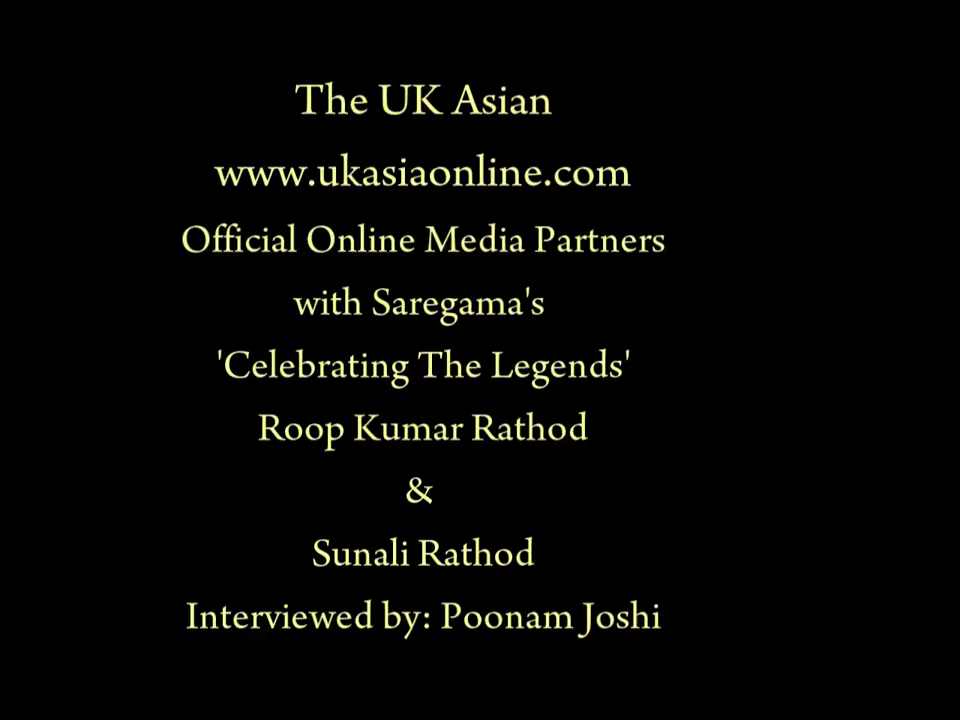 The UK Asian
www.ukasiaonline.com
Official Online Media Partners
with Saregama's
'Celebrating The Legends'
Roop Kumar Rathod
&
Sunali Rathod
Interviewed by: Poonam Joshi